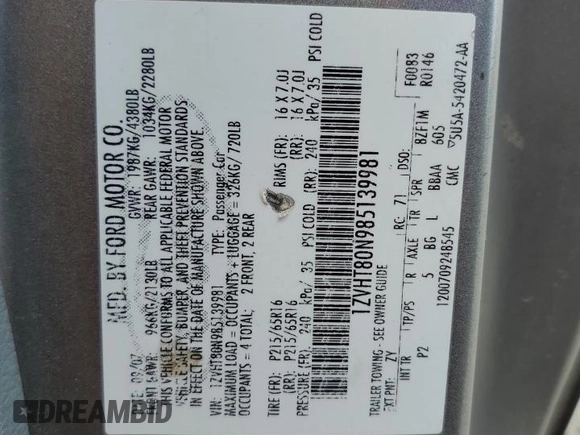 MFD. BY FORD MOTOR CO.
DATE: 09/07 GVWR: 1987KG/4380LB
FRONT GAWR: 966KG/2130LB REAR GAWR: 1034KG/2280LB
THIS VEHICLE CONFORMS TO ALL APPLICABLE FEDERAL MOTOR
VEHICLE SAFETY, BUMPER, AND THEFT PREVENTION STANDARDS
IN EFFECT ON THE DATE OF MANUFACTURE SHOWN ABOVE.
VIN: 1ZVHT80N985139981 TYPE: Passenger Car
MAXIMUM LOAD = OCCUPANTS + LUGGAGE = 326KG/720LB
OCCUPANTS = 4 TOTAL; 2 FRONT, 2 REAR
TIRE (FR): P215/65R16 RIMS (FR): 16 X 7.0J
(RR): P215/65R16 (RR): 16 X 7.0J
PRESSURE (FR): 240 kPa/ 35 PSI COLD (RR): 240 kPa/ 35 PSI COLD
1ZVHT80N985139981
TRAILER TOWING - SEE OWNER GUIDE
EXT PNT: ZY RC: 71 DSO: F0083
R0146
INT TR TP/PS R AXLE TR SPR BZF1M
P2 5 BG L BBAA 605
1200709248545 CMC 5U5A-5420472-AA
DREAMBID